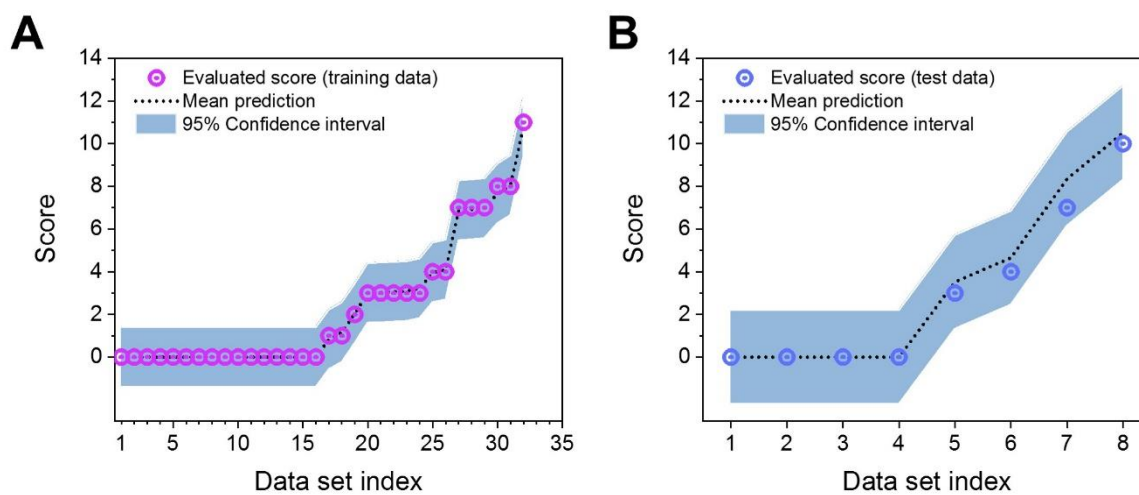 A
14
12
10
8
6
4
2
0
Score
Evaluated score (training data)
Mean prediction
95% Confidence interval
1 5 10 15 20 25 30 35
Data set index
B
14
12
10
8
6
4
2
0
Score
Evaluated score (test data)
Mean prediction
95% Confidence interval
1 2 3 4 5 6 7 8
Data set index